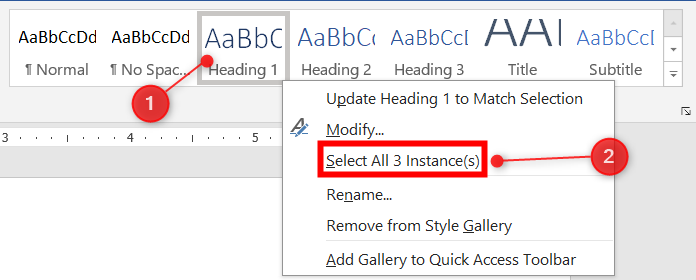 AaBbCcDd AaBbCcDd AaBbC AaBbCcI AaBbCcI AAI AaBbCcD
¶ Normal ¶ No Spac... Heading 1 Heading 2 Heading 3 Title Subtitle
1
Update Heading 1 to Match Selection
Modify...
3 4 5
Select All 3 Instance(s)
2
Rename...
Remove from Style Gallery
Add Gallery to Quick Access Toolbar